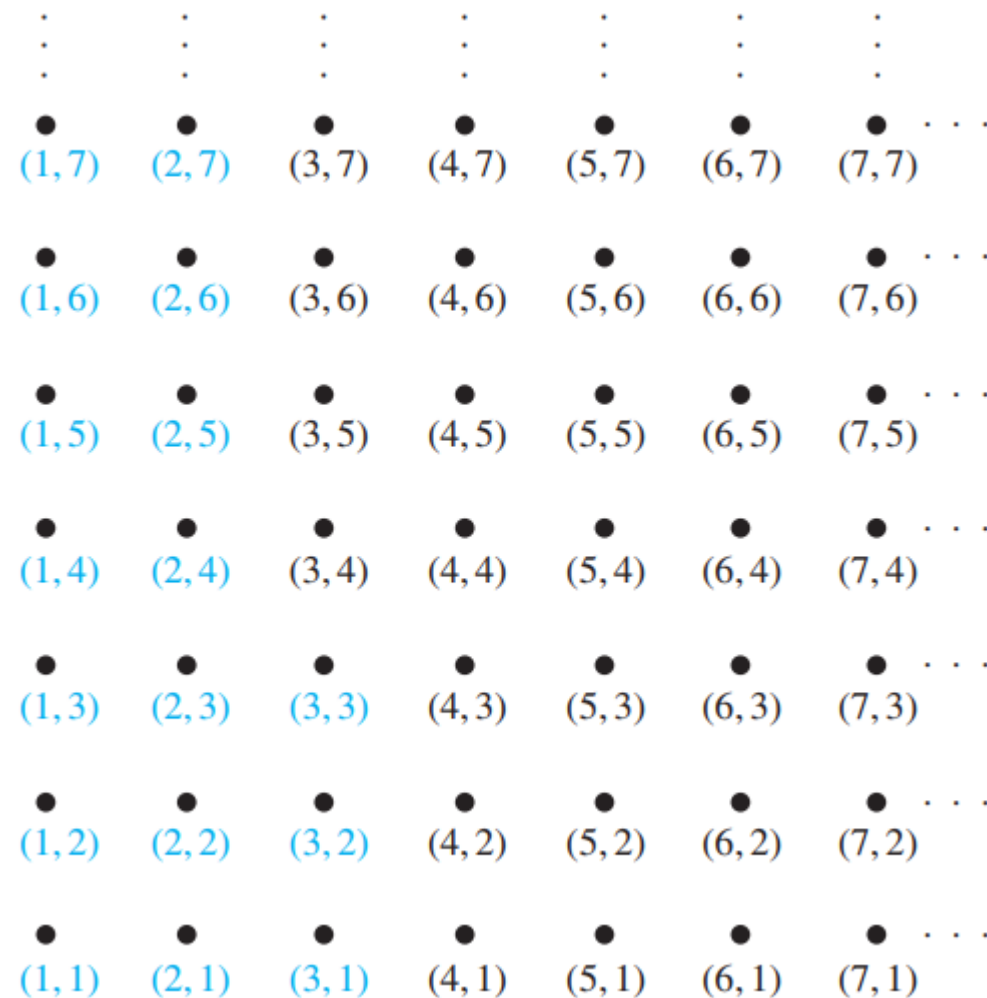 (1, 7) (2, 7) (3, 7) (4, 7) (5, 7) (6, 7) (7, 7) . . .
(1, 6) (2, 6) (3, 6) (4, 6) (5, 6) (6, 6) (7, 6) . . .
(1, 5) (2, 5) (3, 5) (4, 5) (5, 5) (6, 5) (7, 5) . . .
(1, 4) (2, 4) (3, 4) (4, 4) (5, 4) (6, 4) (7, 4) . . .
(1, 3) (2, 3) (3, 3) (4, 3) (5, 3) (6, 3) (7, 3) . . .
(1, 2) (2, 2) (3, 2) (4, 2) (5, 2) (6, 2) (7, 2) . . .
(1, 1) (2, 1) (3, 1) (4, 1) (5, 1) (6, 1) (7, 1) . . .